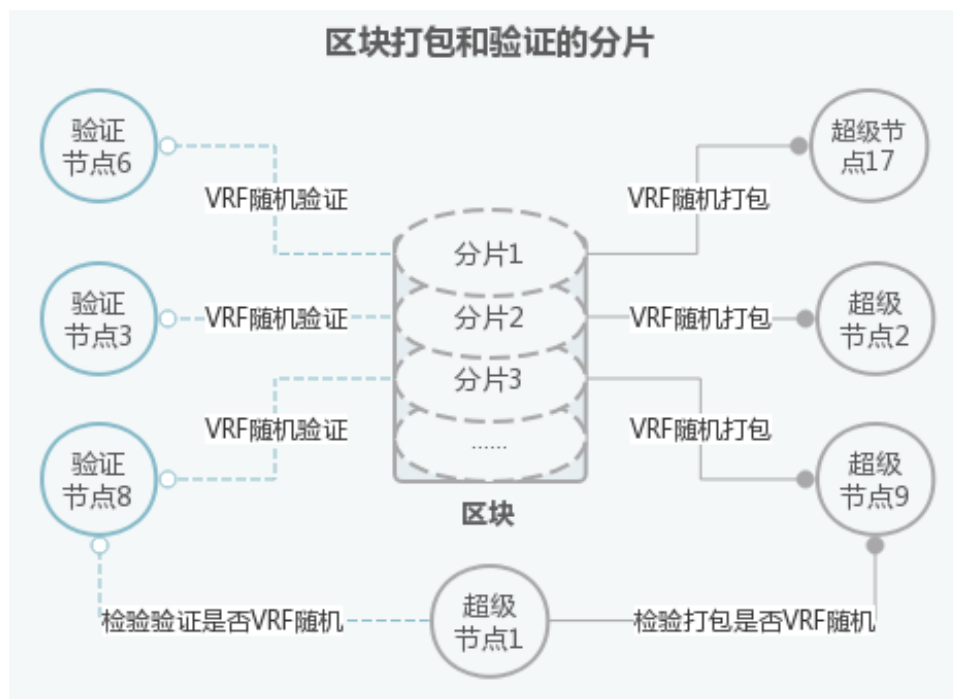 区块打包和验证的分片
验证
节点6
超级节
点17
VRF随机验证
VRF随机打包
分片1
验证
节点3
VRF随机验证
分片2
VRF随机打包
超级
节点2
分片3
VRF随机验证
VRF随机打包
......
验证
节点8
超级
节点9
区块
检验验证是否VRF随机
超级
节点1
检验打包是否VRF随机